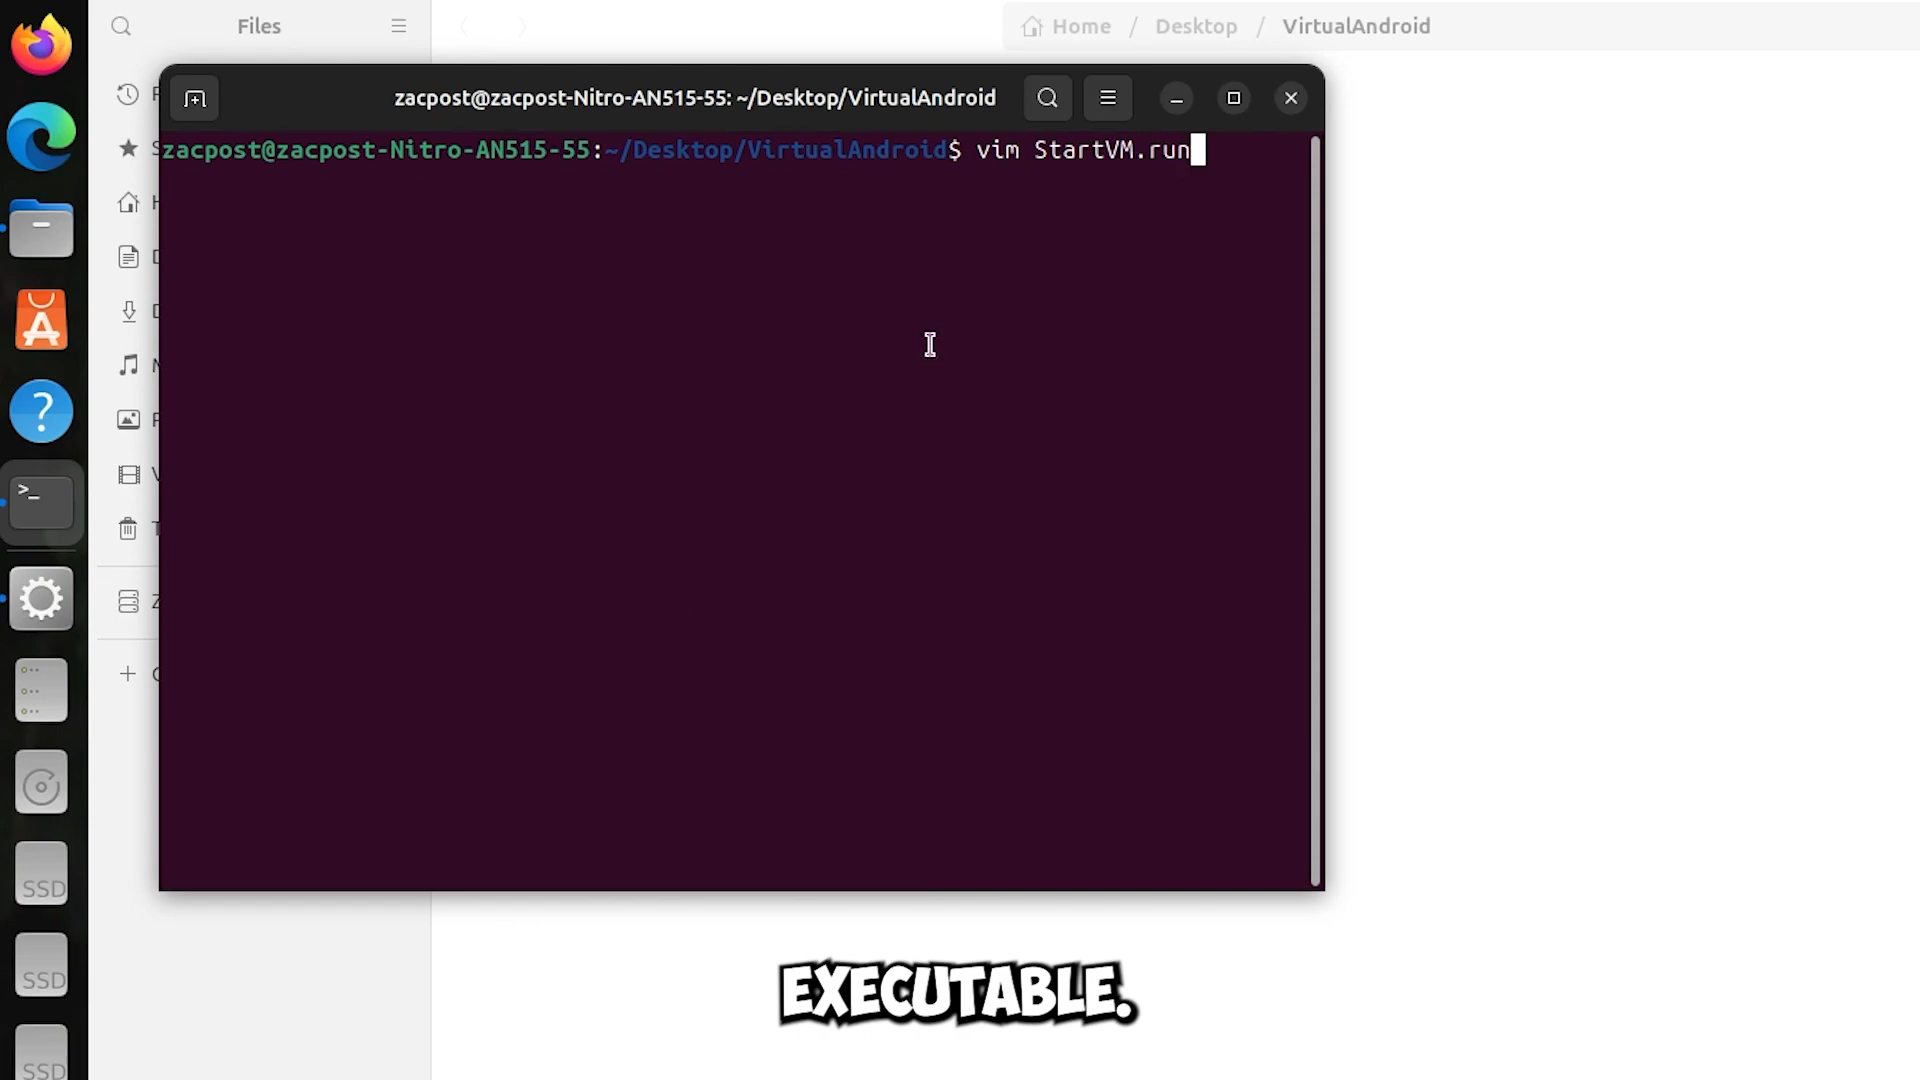 Files
Home / Desktop / VirtualAndroid
zacpost@zacpost-Nitro-AN515-55: ~/Desktop/VirtualAndroid
zacpost@zacpost-Nitro-AN515-55:~/Desktop/VirtualAndroid$ vim StartVM.run
SSD
SSD
SSD
EXECUTABLE.